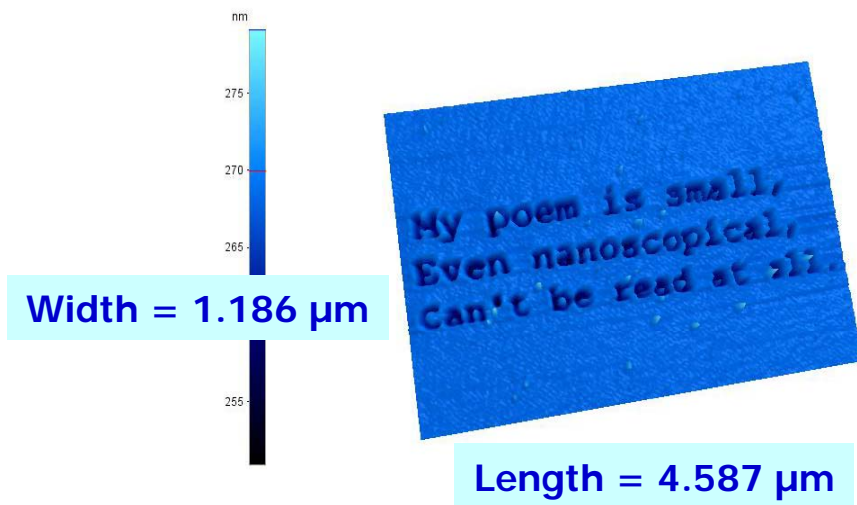 nm
275
270
265
Width = 1.186 µm
255
My poem is small,
Even nanoscopical,
Can't be read at all.
Length = 4.587 µm